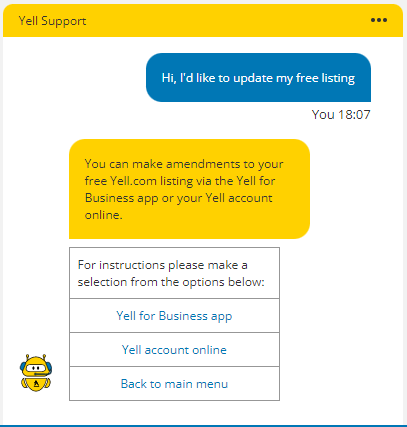 Yell Support
Hi, I'd like to update my free listing
You 18:07
You can make amendments to your
free Yell.com listing via the Yell for
Business app or your Yell account
online.
For instructions please make a
selection from the options below:
Yell for Business app
Yell account online
Back to main menu